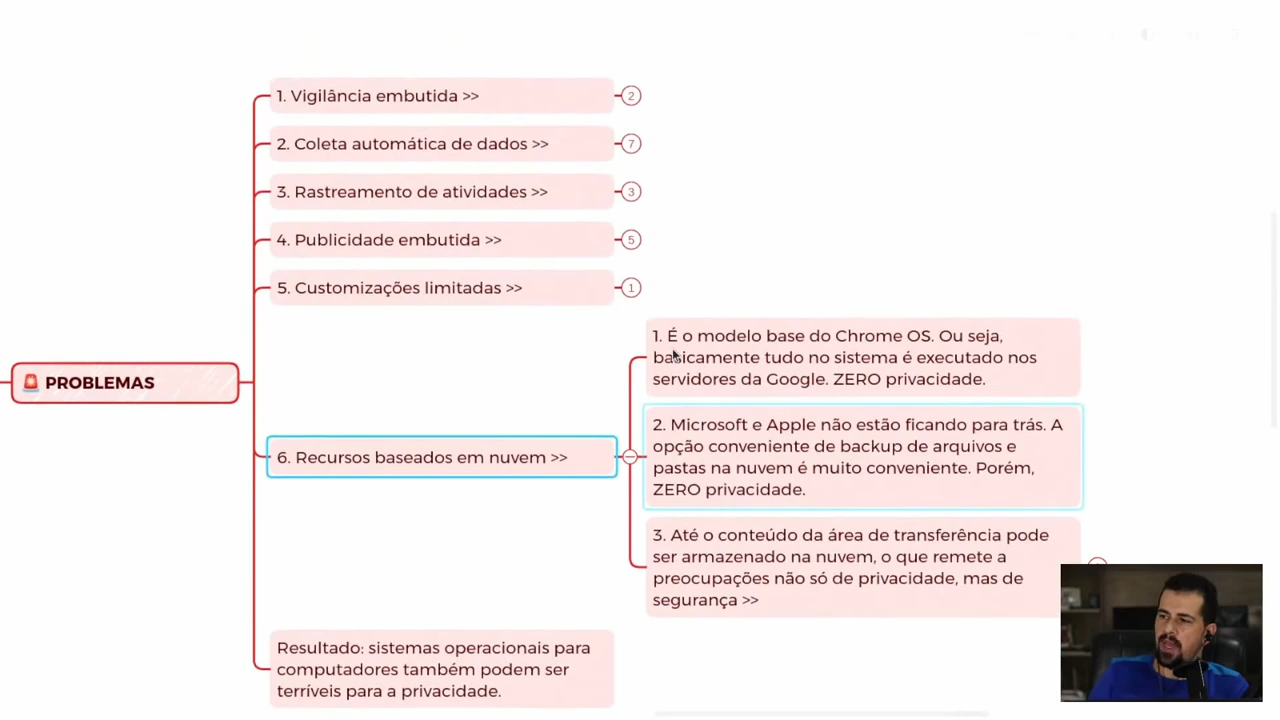 1. Vigilância embutida >>
2
2. Coleta automática de dados >>
7
3. Rastreamento de atividades >>
3
4. Publicidade embutida >>
5
5. Customizações limitadas >>
1
🚨 PROBLEMAS
6. Recursos baseados em nuvem >>
1. É o modelo base do Chrome OS. Ou seja,
basicamente tudo no sistema é executado nos
servidores da Google. ZERO privacidade.
2. Microsoft e Apple não estão ficando para trás. A
opção conveniente de backup de arquivos e
pastas na nuvem é muito conveniente. Porém,
ZERO privacidade.
3. Até o conteúdo da área de transferência pode
ser armazenado na nuvem, o que remete a
preocupações não só de privacidade, mas de
segurança >>
Resultado: sistemas operacionais para
computadores também podem ser
terríveis para a privacidade.